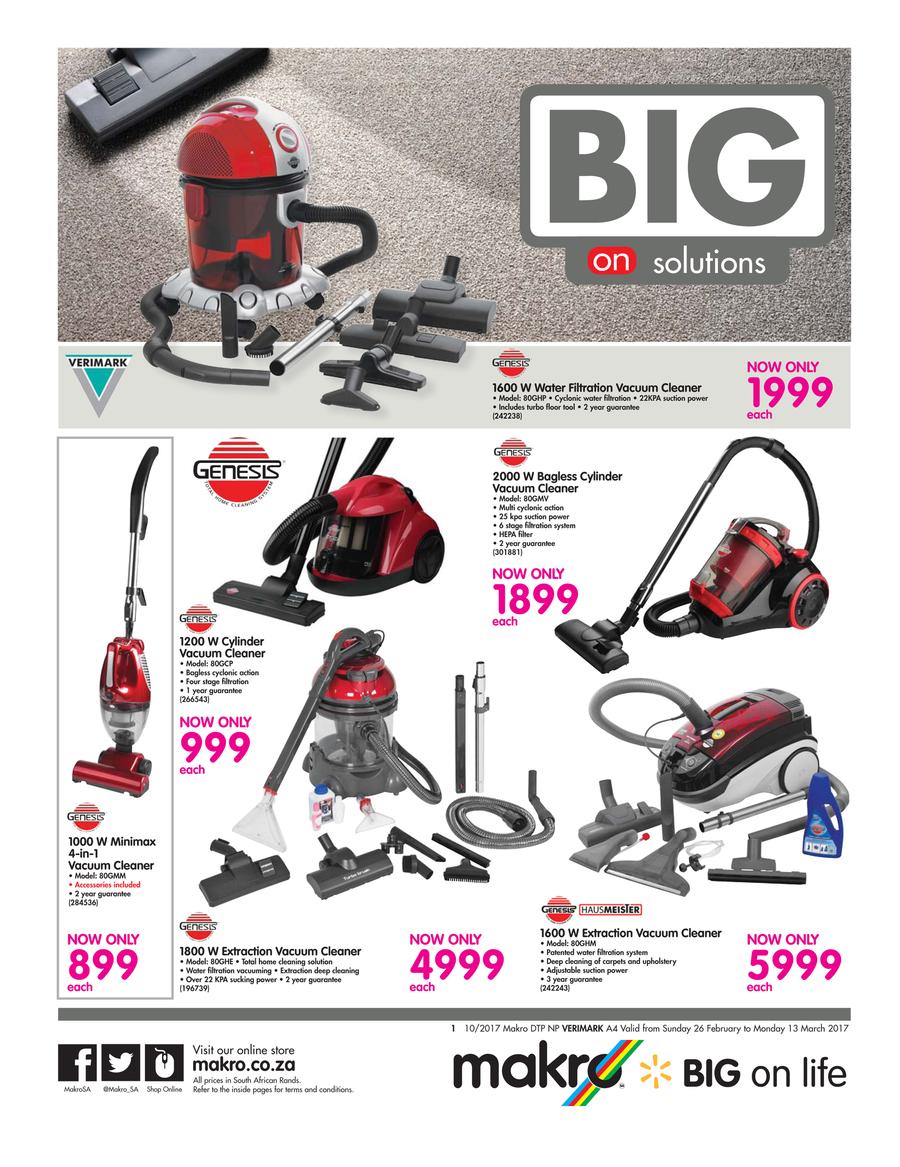 BIG
on solutions
VERIMARK
GENESIS
1600 W Water Filtration Vacuum Cleaner
• Model: 80GHP • Cyclonic water filtration • 22KPA suction power
• Includes turbo floor tool • 2 year guarantee
(242238)
NOW ONLY
1999
each
GENESIS
1000 W Minimax
4-in-1
Vacuum Cleaner
• Model: 80GMM
• Accessories included
• 2 year guarantee
(284536)
NOW ONLY
899
each
GENESIS
TOTAL HOME CLEANING SYSTEM
GENESIS
1200 W Cylinder
Vacuum Cleaner
• Model: 80GCP
• Bagless cyclonic action
• Four stage filtration
• 1 year guarantee
(266543)
NOW ONLY
999
each
GENESIS
2000 W Bagless Cylinder
Vacuum Cleaner
• Model: 80GMV
• Multi cyclonic action
• 25 kpa suction power
• 6 stage filtration system
• HEPA filter
• 2 year guarantee
(301881)
NOW ONLY
1899
each
Turbo brush
GENESIS
1800 W Extraction Vacuum Cleaner
• Model: 80GHE • Total home cleaning solution
• Water filtration vacuuming • Extraction deep cleaning
• Over 22 KPA sucking power • 2 year guarantee
(196739)
NOW ONLY
4999
each
GENESIS HAUSMEISTER
1600 W Extraction Vacuum Cleaner
• Model: 80GHM
• Patented water filtration system
• Deep cleaning of carpets and upholstery
• Adjustable suction power
• 3 year guarantee
(242243)
NOW ONLY
5999
each
1 10/2017 Makro DTP NP VERIMARK A4 Valid from Sunday 26 February to Monday 13 March 2017
MakroSA @Makro_SA Shop Online
Visit our online store
makro.co.za
All prices in South African Rands.
Refer to the inside pages for terms and conditions.
makro BIG on life